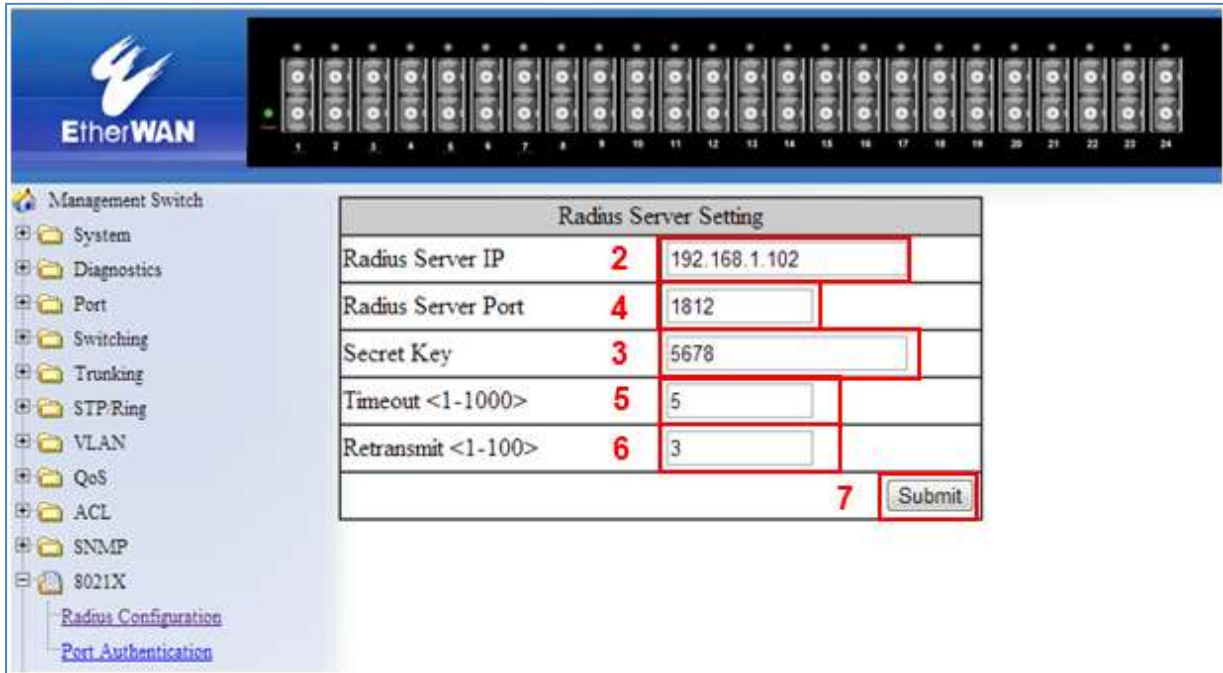 EtherWAN
1 2 3 4 5 6 7 8 9 10 11 12 13 14 15 16 17 18 19 20 21 22 23 24
Management Switch
System
Diagnostics
Port
Switching
Trunking
STP/Ring
VLAN
QoS
ACL
SNMP
8021X
Radius Configuration
Port Authentication
Radius Server Setting
Radius Server IP 2 192.168.1.102
Radius Server Port 4 1812
Secret Key 3 5678
Timeout <1-1000> 5 5
Retransmit <1-100> 6 3
7 Submit